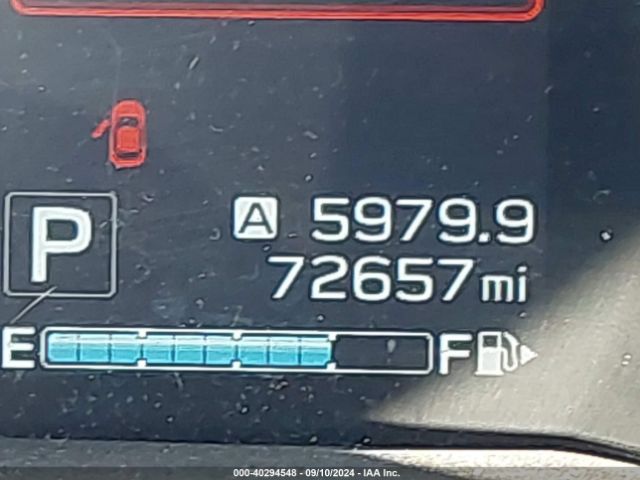 A 5979.9
P
72657 mi
E F
000-40294548 - 09/10/2024 - IAA Inc.